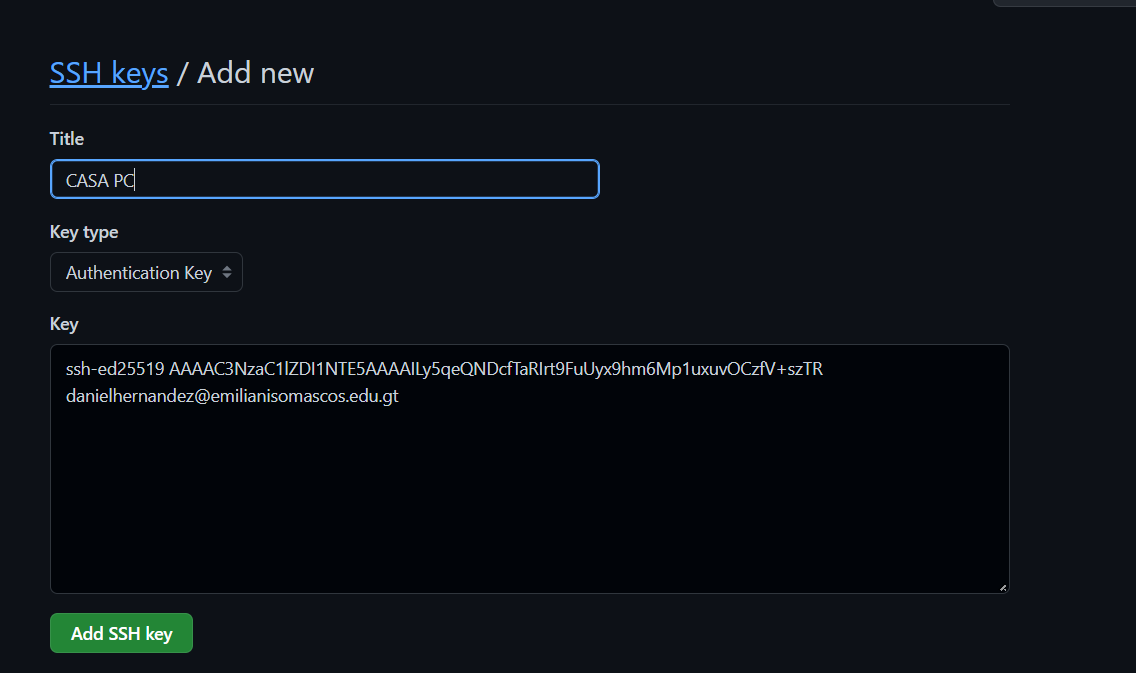 SSH keys / Add new
Title
CASA PC
Key type
Authentication Key
Key
ssh-ed25519 AAAAC3NzaC1lZDI1NTE5AAAAILy5qeQNDcfTaRIrt9FuUyx9hm6Mp1uxuvOCzfV+szTR
danielhernandez@emilianisomascos.edu.gt
Add SSH key